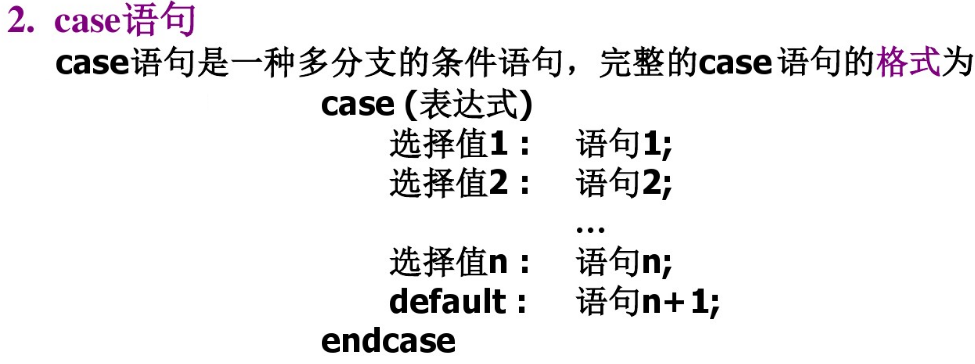 2. case语句
case语句是一种多分支的条件语句，完整的case语句的格式为
case (表达式)
选择值1： 语句1;
选择值2： 语句2;
…
选择值n： 语句n;
default： 语句n+1;
endcase